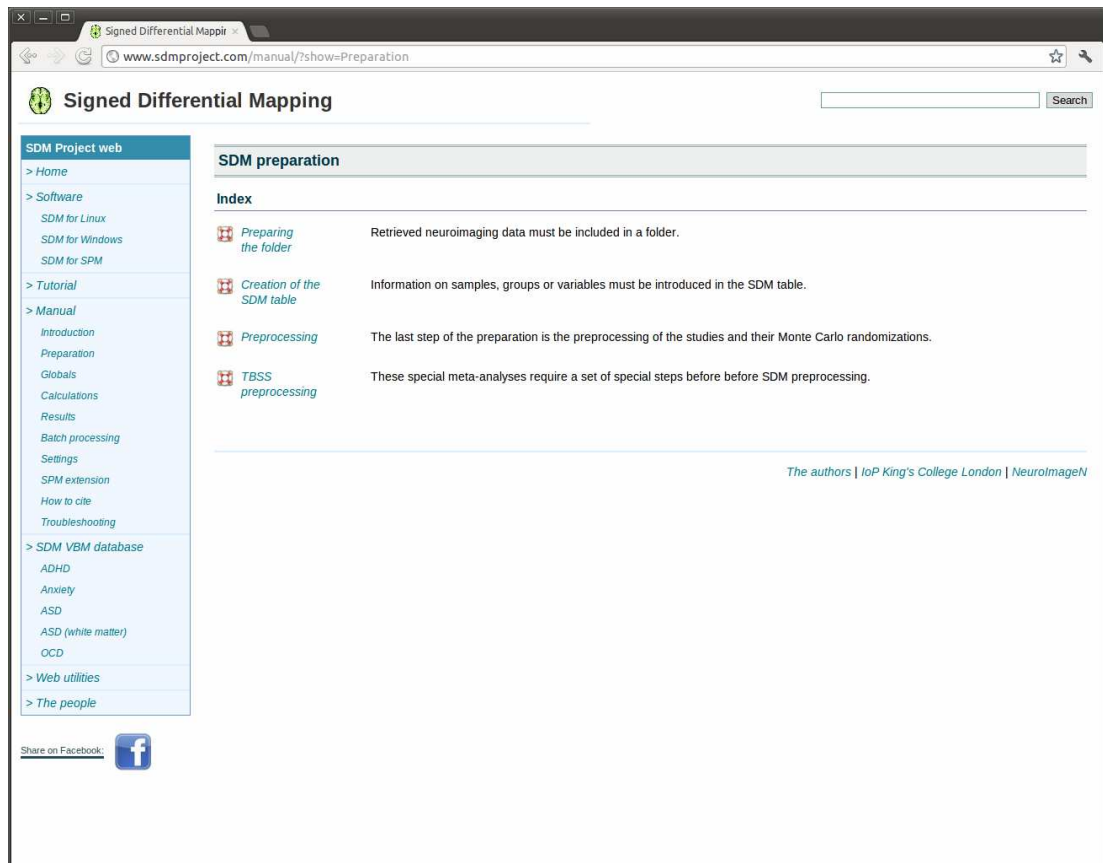 Signed Differential Mappir
www.sdmproject.com/manual/?show=Preparation
Signed Differential Mapping
Search
SDM Project web
> Home
> Software
SDM for Linux
SDM for Windows
SDM for SPM
> Tutorial
> Manual
Introduction
Preparation
Globals
Calculations
Results
Batch processing
Settings
SPM extension
How to cite
Troubleshooting
> SDM VBM database
ADHD
Anxiety
ASD
ASD (white matter)
OCD
> Web utilities
> The people
Share on Facebook:
SDM preparation
Index
Preparing
the folder
Retrieved neuroimaging data must be included in a folder.
Creation of the
SDM table
Information on samples, groups or variables must be introduced in the SDM table.
Preprocessing
The last step of the preparation is the preprocessing of the studies and their Monte Carlo randomizations.
TBSS
preprocessing
These special meta-analyses require a set of special steps before before SDM preprocessing.
The authors | IoP King's College London | NeuroImageN